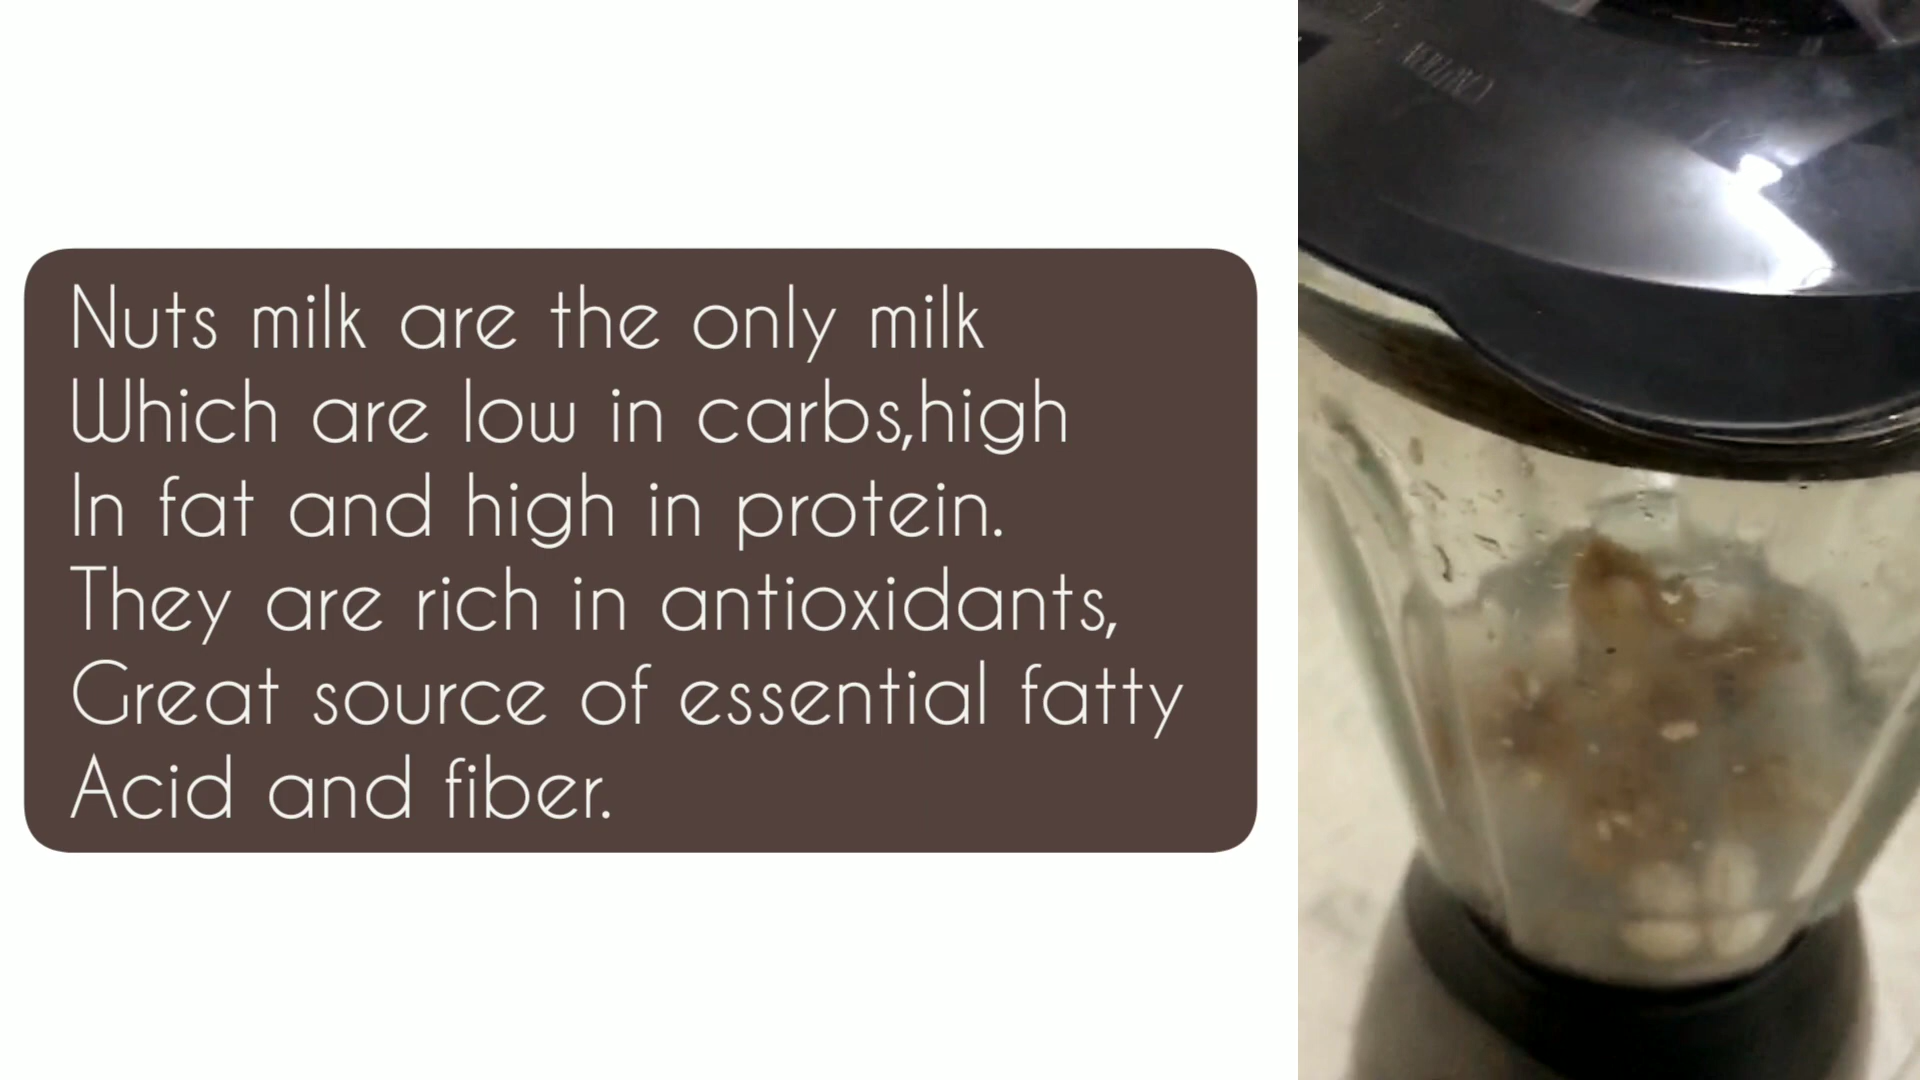 Nuts milk are the only milk
Which are low in carbs,high
In fat and high in protein.
They are rich in antioxidants,
Great source of essential fatty
Acid and fiber.